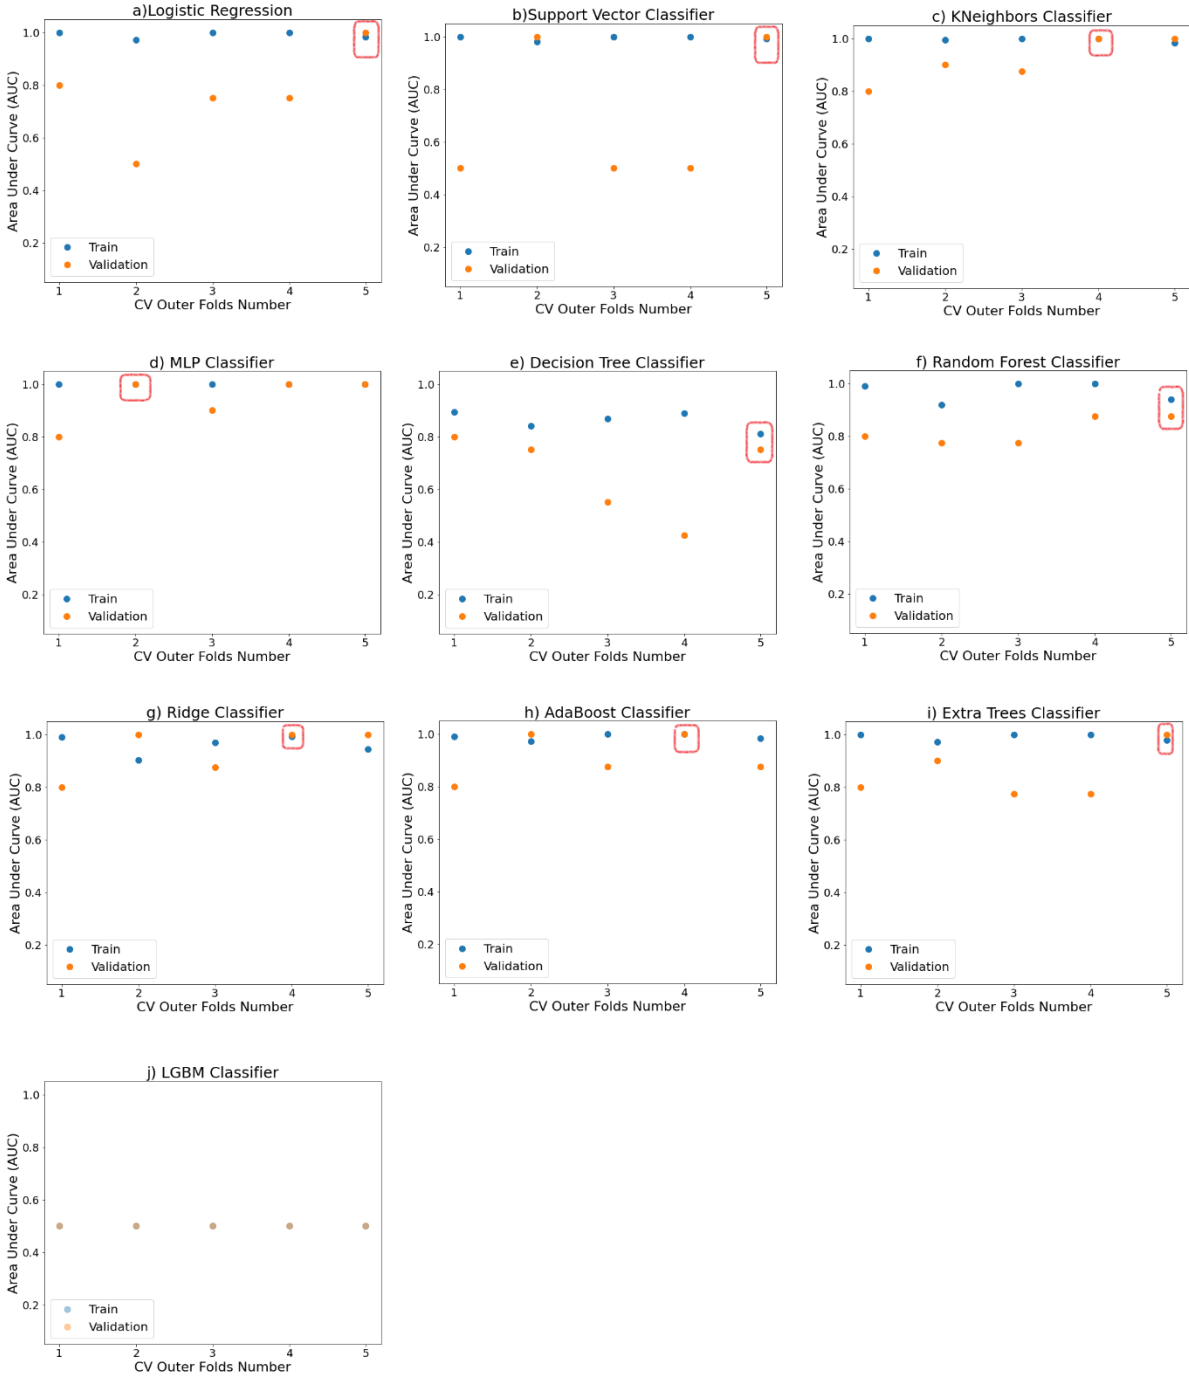 a)Logistic Regression
1.0
0.8
0.6
0.4
0.2
Area Under Curve (AUC)
Train
Validation
1 2 3 4 5
CV Outer Folds Number
b)Support Vector Classifier
1.0
0.8
0.6
0.4
0.2
Area Under Curve (AUC)
Train
Validation
1 2 3 4 5
CV Outer Folds Number
c) KNeighbors Classifier
1.0
0.8
0.6
0.4
0.2
Area Under Curve (AUC)
Train
Validation
1 2 3 4 5
CV Outer Folds Number
d) MLP Classifier
1.0
0.8
0.6
0.4
0.2
Area Under Curve (AUC)
Train
Validation
1 2 3 4 5
CV Outer Folds Number
e) Decision Tree Classifier
1.0
0.8
0.6
0.4
0.2
Area Under Curve (AUC)
Train
Validation
1 2 3 4 5
CV Outer Folds Number
f) Random Forest Classifier
1.0
0.8
0.6
0.4
0.2
Area Under Curve (AUC)
Train
Validation
1 2 3 4 5
CV Outer Folds Number
g) Ridge Classifier
1.0
0.8
0.6
0.4
0.2
Area Under Curve (AUC)
Train
Validation
1 2 3 4 5
CV Outer Folds Number
h) AdaBoost Classifier
1.0
0.8
0.6
0.4
0.2
Area Under Curve (AUC)
Train
Validation
1 2 3 4 5
CV Outer Folds Number
i) Extra Trees Classifier
1.0
0.8
0.6
0.4
0.2
Area Under Curve (AUC)
Train
Validation
1 2 3 4 5
CV Outer Folds Number
j) LGBM Classifier
1.0
0.8
0.6
0.4
0.2
Area Under Curve (AUC)
Train
Validation
1 2 3 4 5
CV Outer Folds Number